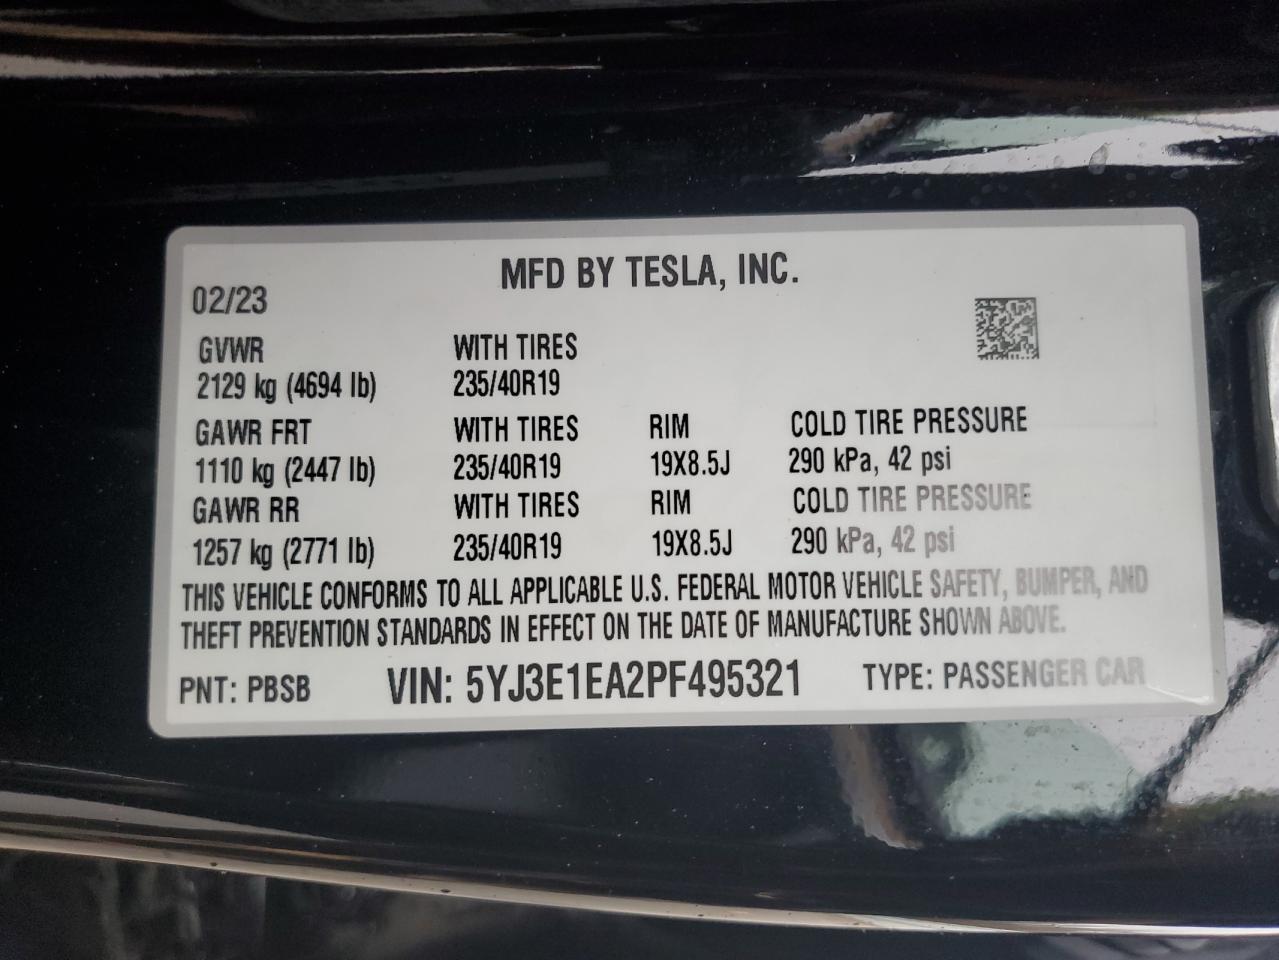 MFD BY TESLA, INC.
02/23
GVWR WITH TIRES
2129 kg (4694 lb) 235/40R19
GAWR FRT WITH TIRES RIM COLD TIRE PRESSURE
1110 kg (2447 lb) 235/40R19 19X8.5J 290 kPa, 42 psi
GAWR RR WITH TIRES RIM COLD TIRE PRESSURE
1257 kg (2771 lb) 235/40R19 19X8.5J 290 kPa, 42 psi
THIS VEHICLE CONFORMS TO ALL APPLICABLE U.S. FEDERAL MOTOR VEHICLE SAFETY, BUMPER, AND
THEFT PREVENTION STANDARDS IN EFFECT ON THE DATE OF MANUFACTURE SHOWN ABOVE.
PNT: PBSB VIN: 5YJ3E1EA2PF495321 TYPE: PASSENGER CAR